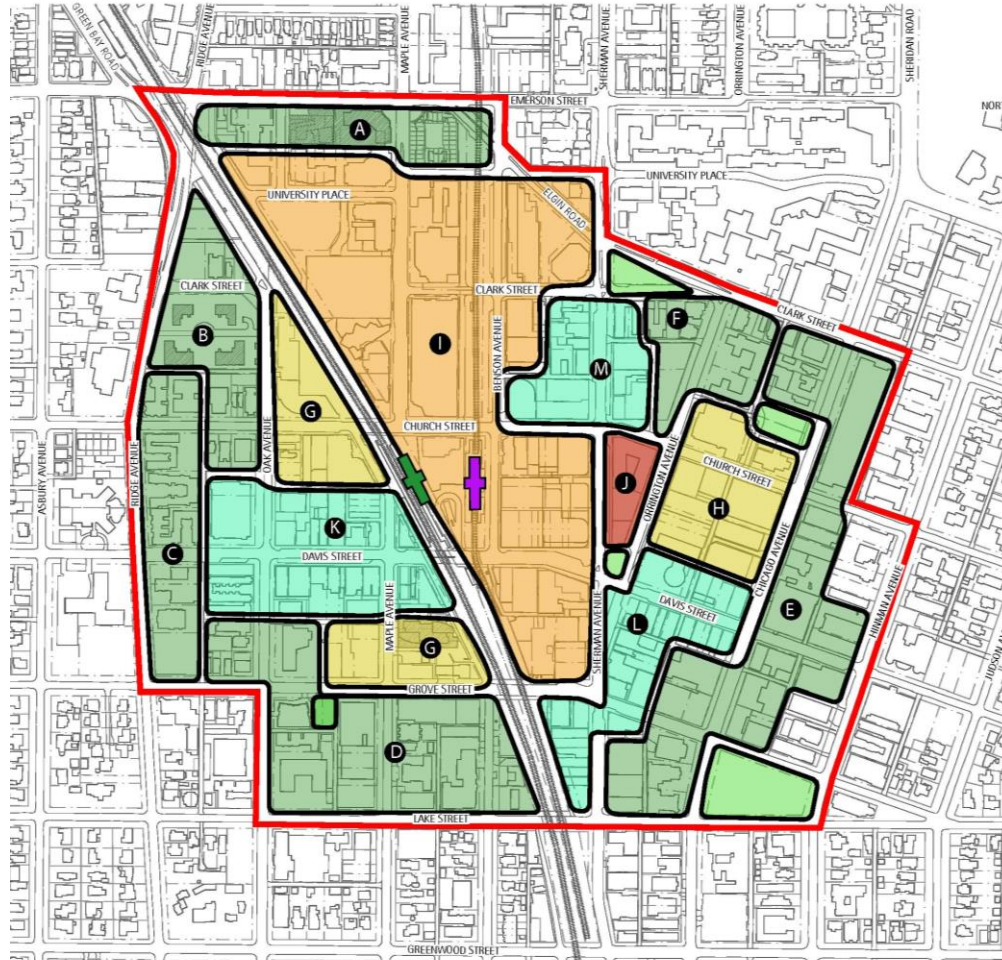 GREEN BAY ROAD
RIDGE AVENUE
MAPLE AVENUE
SHERMAN AVENUE
ORRINGTON AVENUE
SHERIDAN ROAD
EMERSON STREET
NOR
A
UNIVERSITY PLACE
UNIVERSITY PLACE
ELGIN ROAD
CLARK STREET
CLARK STREET
CLARK STREET
B
F
I
BENSON AVENUE
M
G
CHURCH STREET
OAK AVENUE
ASBURY AVENUE
RIDGE AVENUE
CHURCH STREET
J
ORRINGTON AVENUE
H
K
C
DAVIS STREET
CHICAGO AVENUE
DAVIS STREET
E
L
HINMAN AVENUE
SHERMAN AVENUE
MAPLE AVENUE
G
JUDSON
GROVE STREET
D
LAKE STREET
GREENWOOD STREET